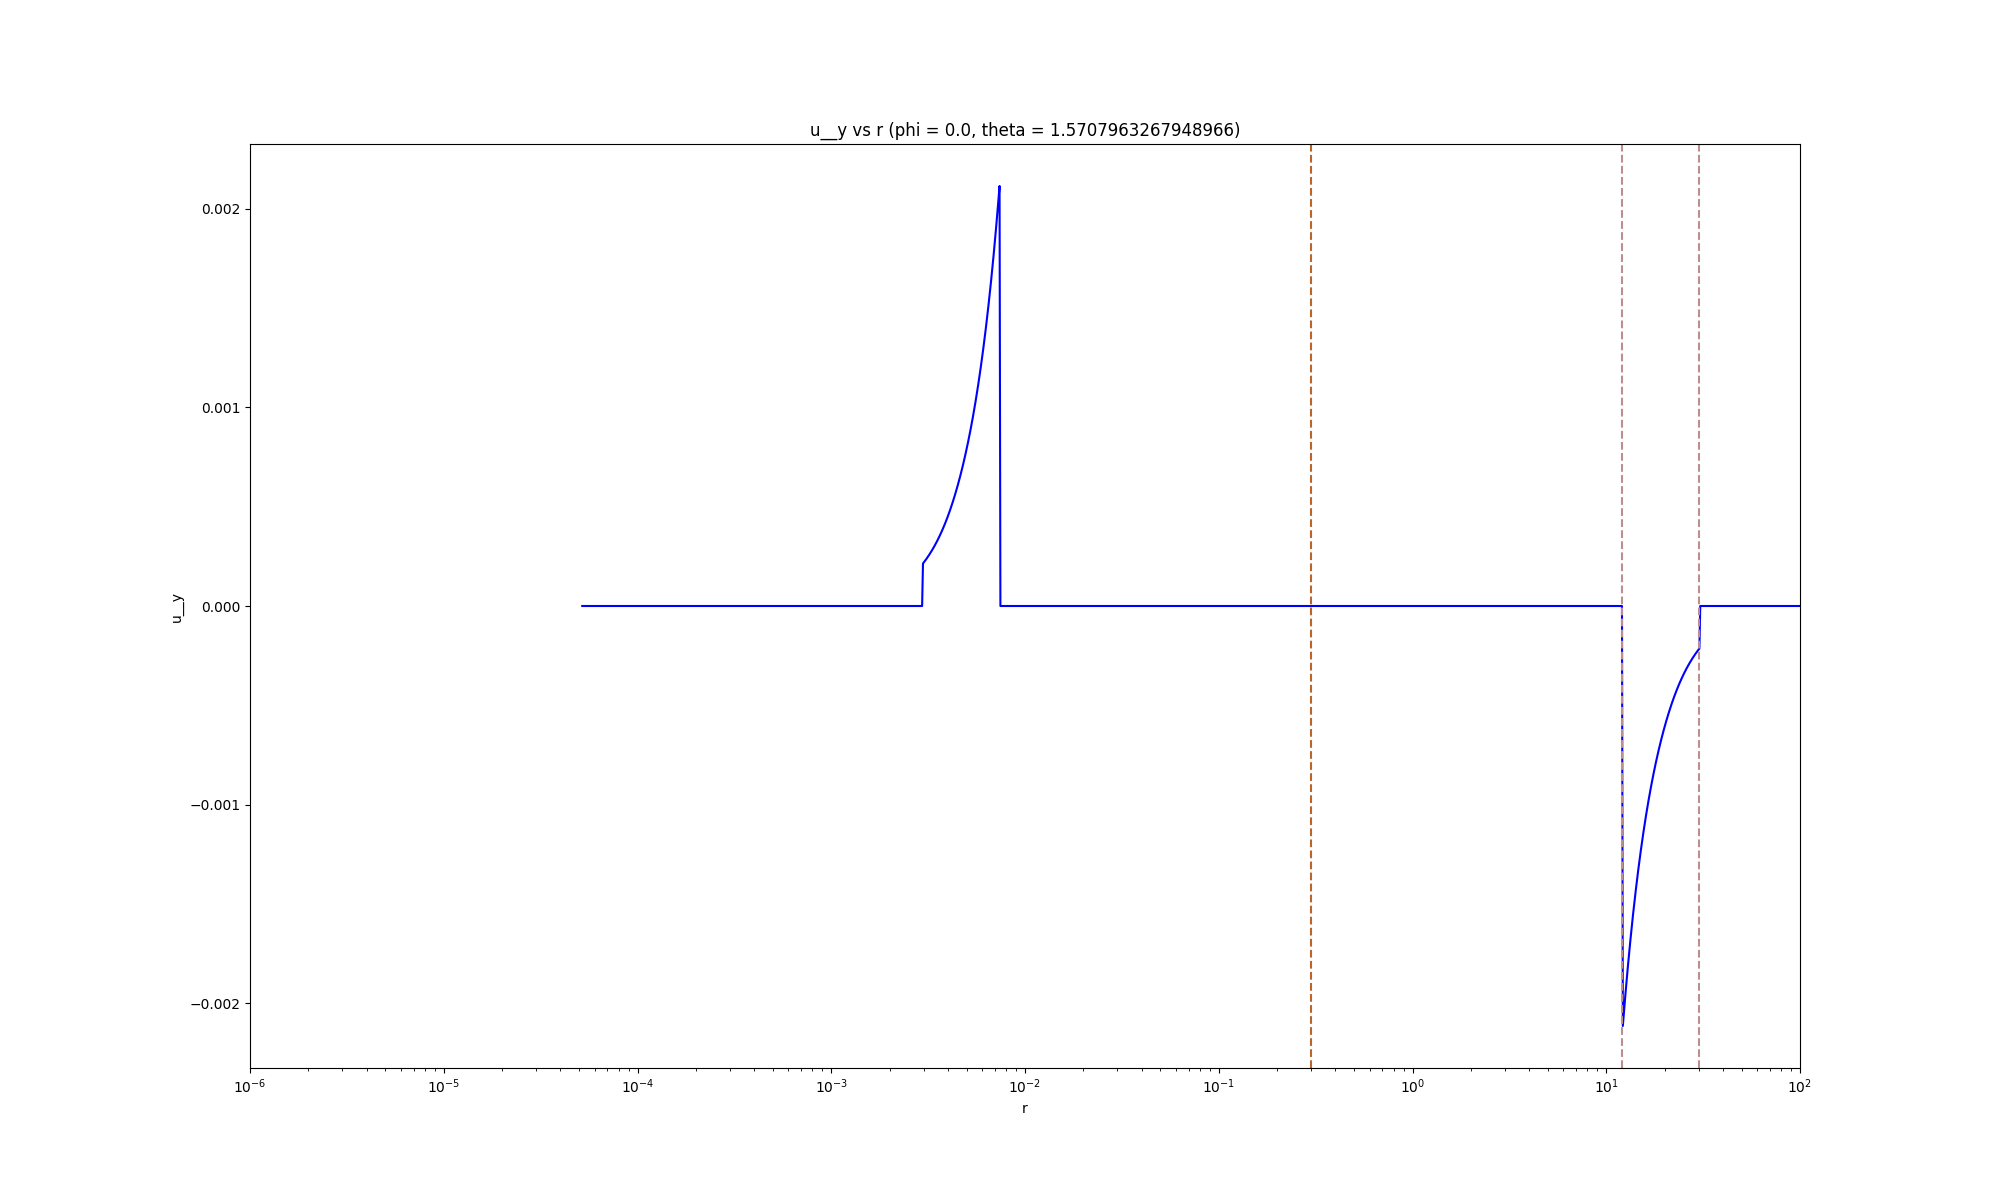 u__y vs r (phi = 0.0, theta = 1.5707963267948966)
0.002
0.001
0.000
−0.001
−0.002
u__y
10⁻⁶ 10⁻⁵ 10⁻⁴ 10⁻³ 10⁻² 10⁻¹ 10⁰ 10¹ 10²
r